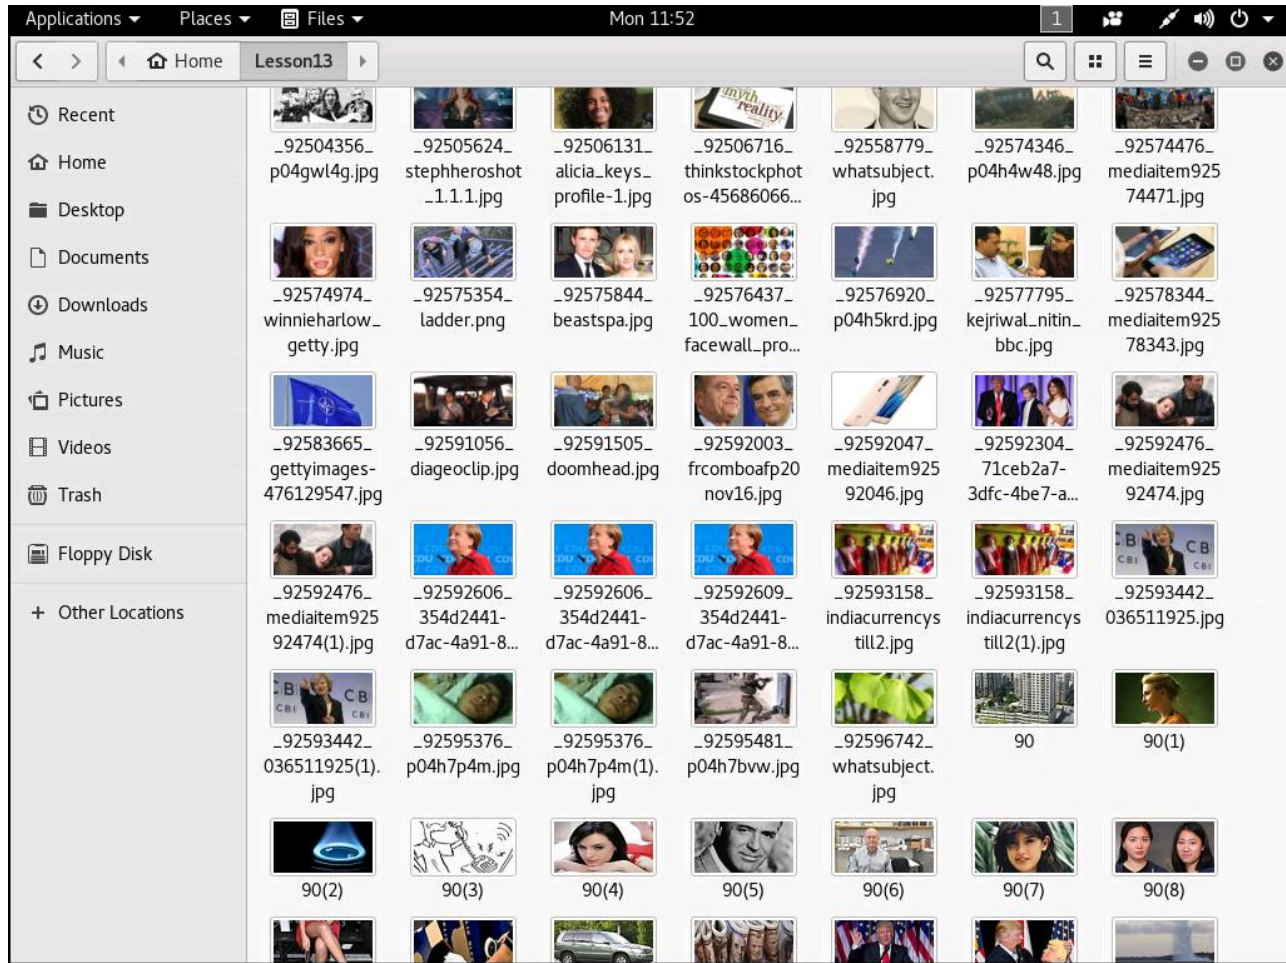 Applications Places Files Mon 11:52 1
Home Lesson13
Recent
Home
Desktop
Documents
Downloads
Music
Pictures
Videos
Trash
Floppy Disk
+ Other Locations
myth
reality
_92504356_
p04gwl4g.jpg
_92505624_
stephheroshot
_1.1.1.jpg
_92506131_
alicia_keys_
profile-1.jpg
_92506716_
thinkstockphot
os-45686066...
_92558779_
whatsubject.
jpg
_92574346_
p04h4w48.jpg
_92574476_
mediaitem925
74471.jpg
_92574974_
winnieharlow_
getty.jpg
_92575354_
ladder.png
_92575844_
beastspa.jpg
_92576437_
100_women_
facewall_pro...
_92576920_
p04h5krd.jpg
_92577795_
kejriwal_nitin_
bbc.jpg
_92578344_
mediaitem925
78343.jpg
_92583665_
gettyimages-
476129547.jpg
_92591056_
diageoclip.jpg
_92591505_
doomhead.jpg
_92592003_
frcomboafp20
nov16.jpg
_92592047_
mediaitem925
92046.jpg
_92592304_
71ceb2a7-
3dfc-4be7-a...
_92592476_
mediaitem925
92474.jpg
_92592476_
mediaitem925
92474(1).jpg
_92592606_
354d2441-
d7ac-4a91-8...
_92592606_
354d2441-
d7ac-4a91-8...
_92592609_
354d2441-
d7ac-4a91-8...
_92593158_
indiacurrencys
till2.jpg
_92593158_
indiacurrencys
till2(1).jpg
CBI
_92593442_
036511925.jpg
CBI
_92593442_
036511925(1).
jpg
_92595376_
p04h7p4m.jpg
_92595376_
p04h7p4m(1).
jpg
_92595481_
p04h7bvw.jpg
_92596742_
whatsubject.
jpg
90
90(1)
90(2)
90(3)
90(4)
90(5)
90(6)
90(7)
90(8)